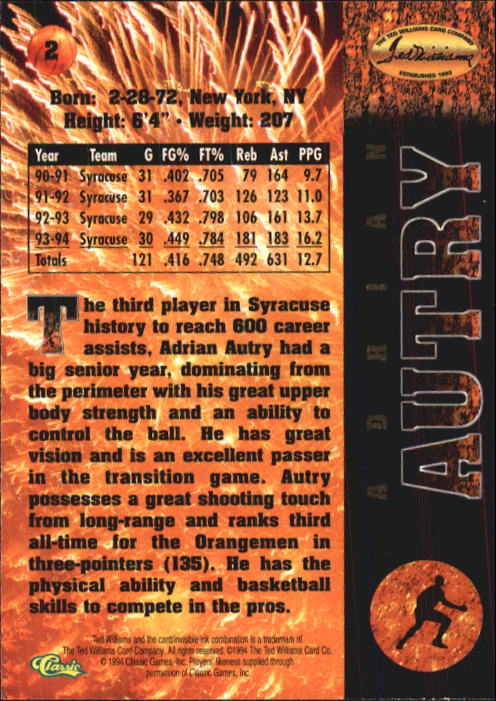 2
Born: 2-28-72, New York, NY
Height: 6'4" • Weight: 207
Year Team G FG% FT% Reb Ast PPG
90-91 Syracuse 31 .402 .705 79 164 9.7
91-92 Syracuse 31 .367 .703 126 123 11.0
92-93 Syracuse 29 .432 .798 106 161 13.7
93-94 Syracuse 30 .449 .784 181 183 16.2
Totals 121 .416 .748 492 631 12.7
The third player in Syracuse
history to reach 600 career
assists, Adrian Autry had a
big senior year, dominating from
the perimeter with his great upper
body strength and an ability to
control the ball. He has great
vision and is an excellent passer
in the transition game. Autry
possesses a great shooting touch
from long-range and ranks third
all-time for the Orangemen in
three-pointers (135). He has the
physical ability and basketball
skills to compete in the pros.
Classic
Ted Williams and the card/invisible ink combination is a trademark of
The Ted Williams Card Company. All rights reserved. ©1994 The Ted Williams Card Co.
© 1994 Classic Games, Inc. Players' likeness supplied through
permission of Classic Games, Inc.
THE TED WILLIAMS CARD COMPANY
Ted Williams
ESTABLISHED 1993
ADRIAN
AUTRY